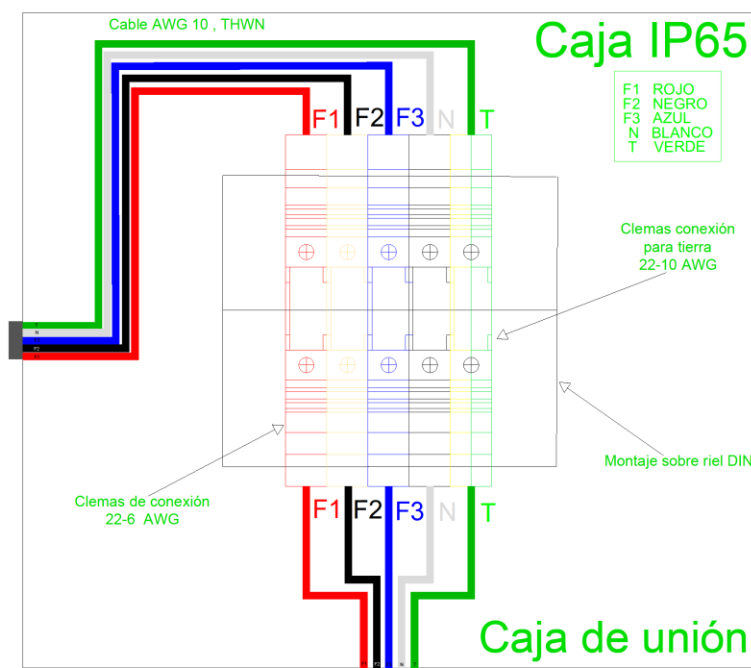 Cable AWG 10 , THWN
Caja IP65
F1 ROJO
F2 NEGRO
F3 AZUL
N BLANCO
T VERDE
F1 F2 F3 N T
Clemas conexión
para tierra
22-10 AWG
Montaje sobre riel DIN
Clemas de conexión
22-6 AWG
F1 F2 F3 N T
Caja de unión